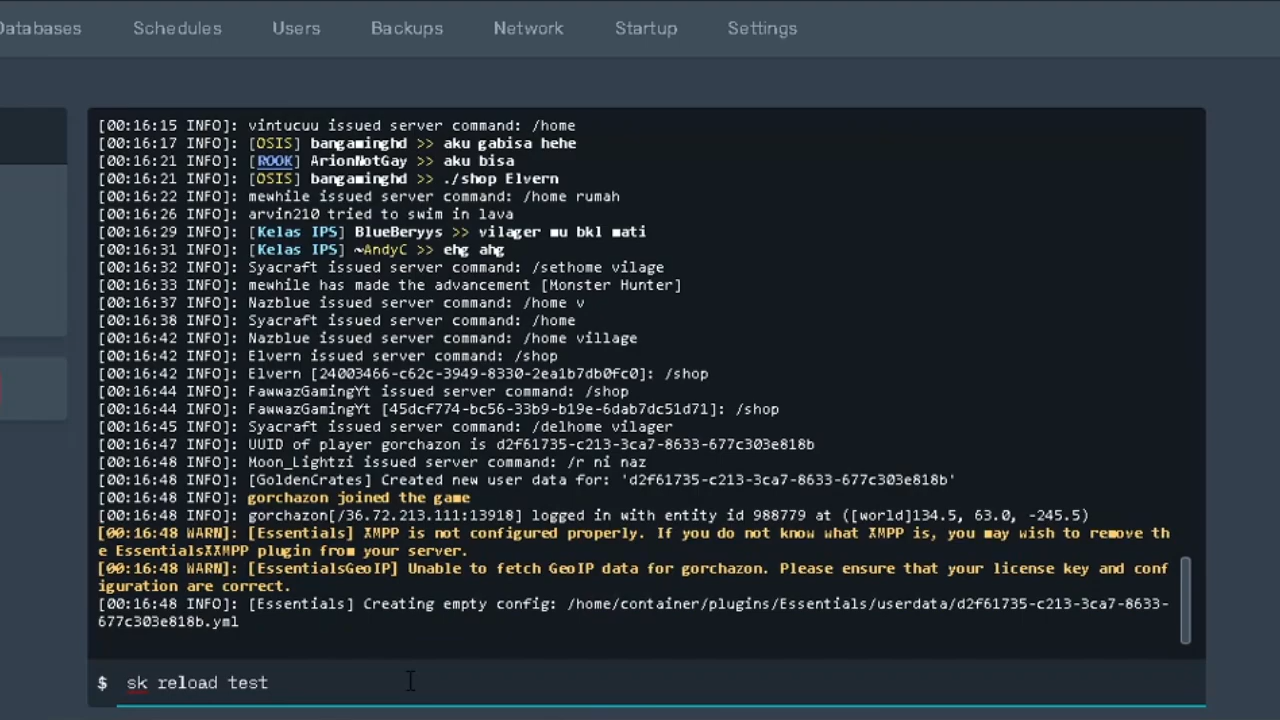 Databases Schedules Users Backups Network Startup Settings
[00:16:15 INFO]: vintucuu issued server command: /home
[00:16:17 INFO]: [OSIS] bangaminghd >> aku gabisa hehe
[00:16:21 INFO]: [ROOK] ArionNotGay >> aku bisa
[00:16:21 INFO]: [OSIS] bangaminghd >> ./shop Elvern
[00:16:22 INFO]: mewhile issued server command: /home rumah
[00:16:26 INFO]: arvin210 tried to swim in lava
[00:16:29 INFO]: [Kelas IPS] BlueBeryys >> vilager mu bkl mati
[00:16:31 INFO]: [Kelas IPS] ~AndyC >> ehg ahg
[00:16:32 INFO]: Syacraft issued server command: /sethome vilage
[00:16:33 INFO]: mewhile has made the advancement [Monster Hunter]
[00:16:37 INFO]: Nazblue issued server command: /home v
[00:16:38 INFO]: Syacraft issued server command: /home
[00:16:42 INFO]: Nazblue issued server command: /home village
[00:16:42 INFO]: Elvern issued server command: /shop
[00:16:42 INFO]: Elvern [24003466-c62c-3949-8330-2ea1b7db0fc0]: /shop
[00:16:44 INFO]: FawwazGamingYt issued server command: /shop
[00:16:44 INFO]: FawwazGamingYt [45dcf774-bc56-33b9-b19e-6dab7dc51d71]: /shop
[00:16:45 INFO]: Syacraft issued server command: /delhome vilager
[00:16:47 INFO]: UUID of player gorchazon is d2f61735-c213-3ca7-8633-677c303e818b
[00:16:48 INFO]: Moon_Lightzi issued server command: /r ni naz
[00:16:48 INFO]: [GoldenCrates] Created new user data for: 'd2f61735-c213-3ca7-8633-677c303e818b'
[00:16:48 INFO]: gorchazon joined the game
[00:16:48 INFO]: gorchazon[/36.72.213.111:13918] logged in with entity id 988779 at ([world]134.5, 63.0, -245.5)
[00:16:48 WARN]: [Essentials] XMPP is not configured properly. If you do not know what XMPP is, you may wish to remove th
e EssentialsXXMPP plugin from your server.
[00:16:48 WARN]: [EssentialsGeoIP] Unable to fetch GeoIP data for gorchazon. Please ensure that your license key and conf
iguration are correct.
[00:16:48 INFO]: [Essentials] Creating empty config: /home/container/plugins/Essentials/userdata/d2f61735-c213-3ca7-8633-
677c303e818b.yml
$ sk reload test